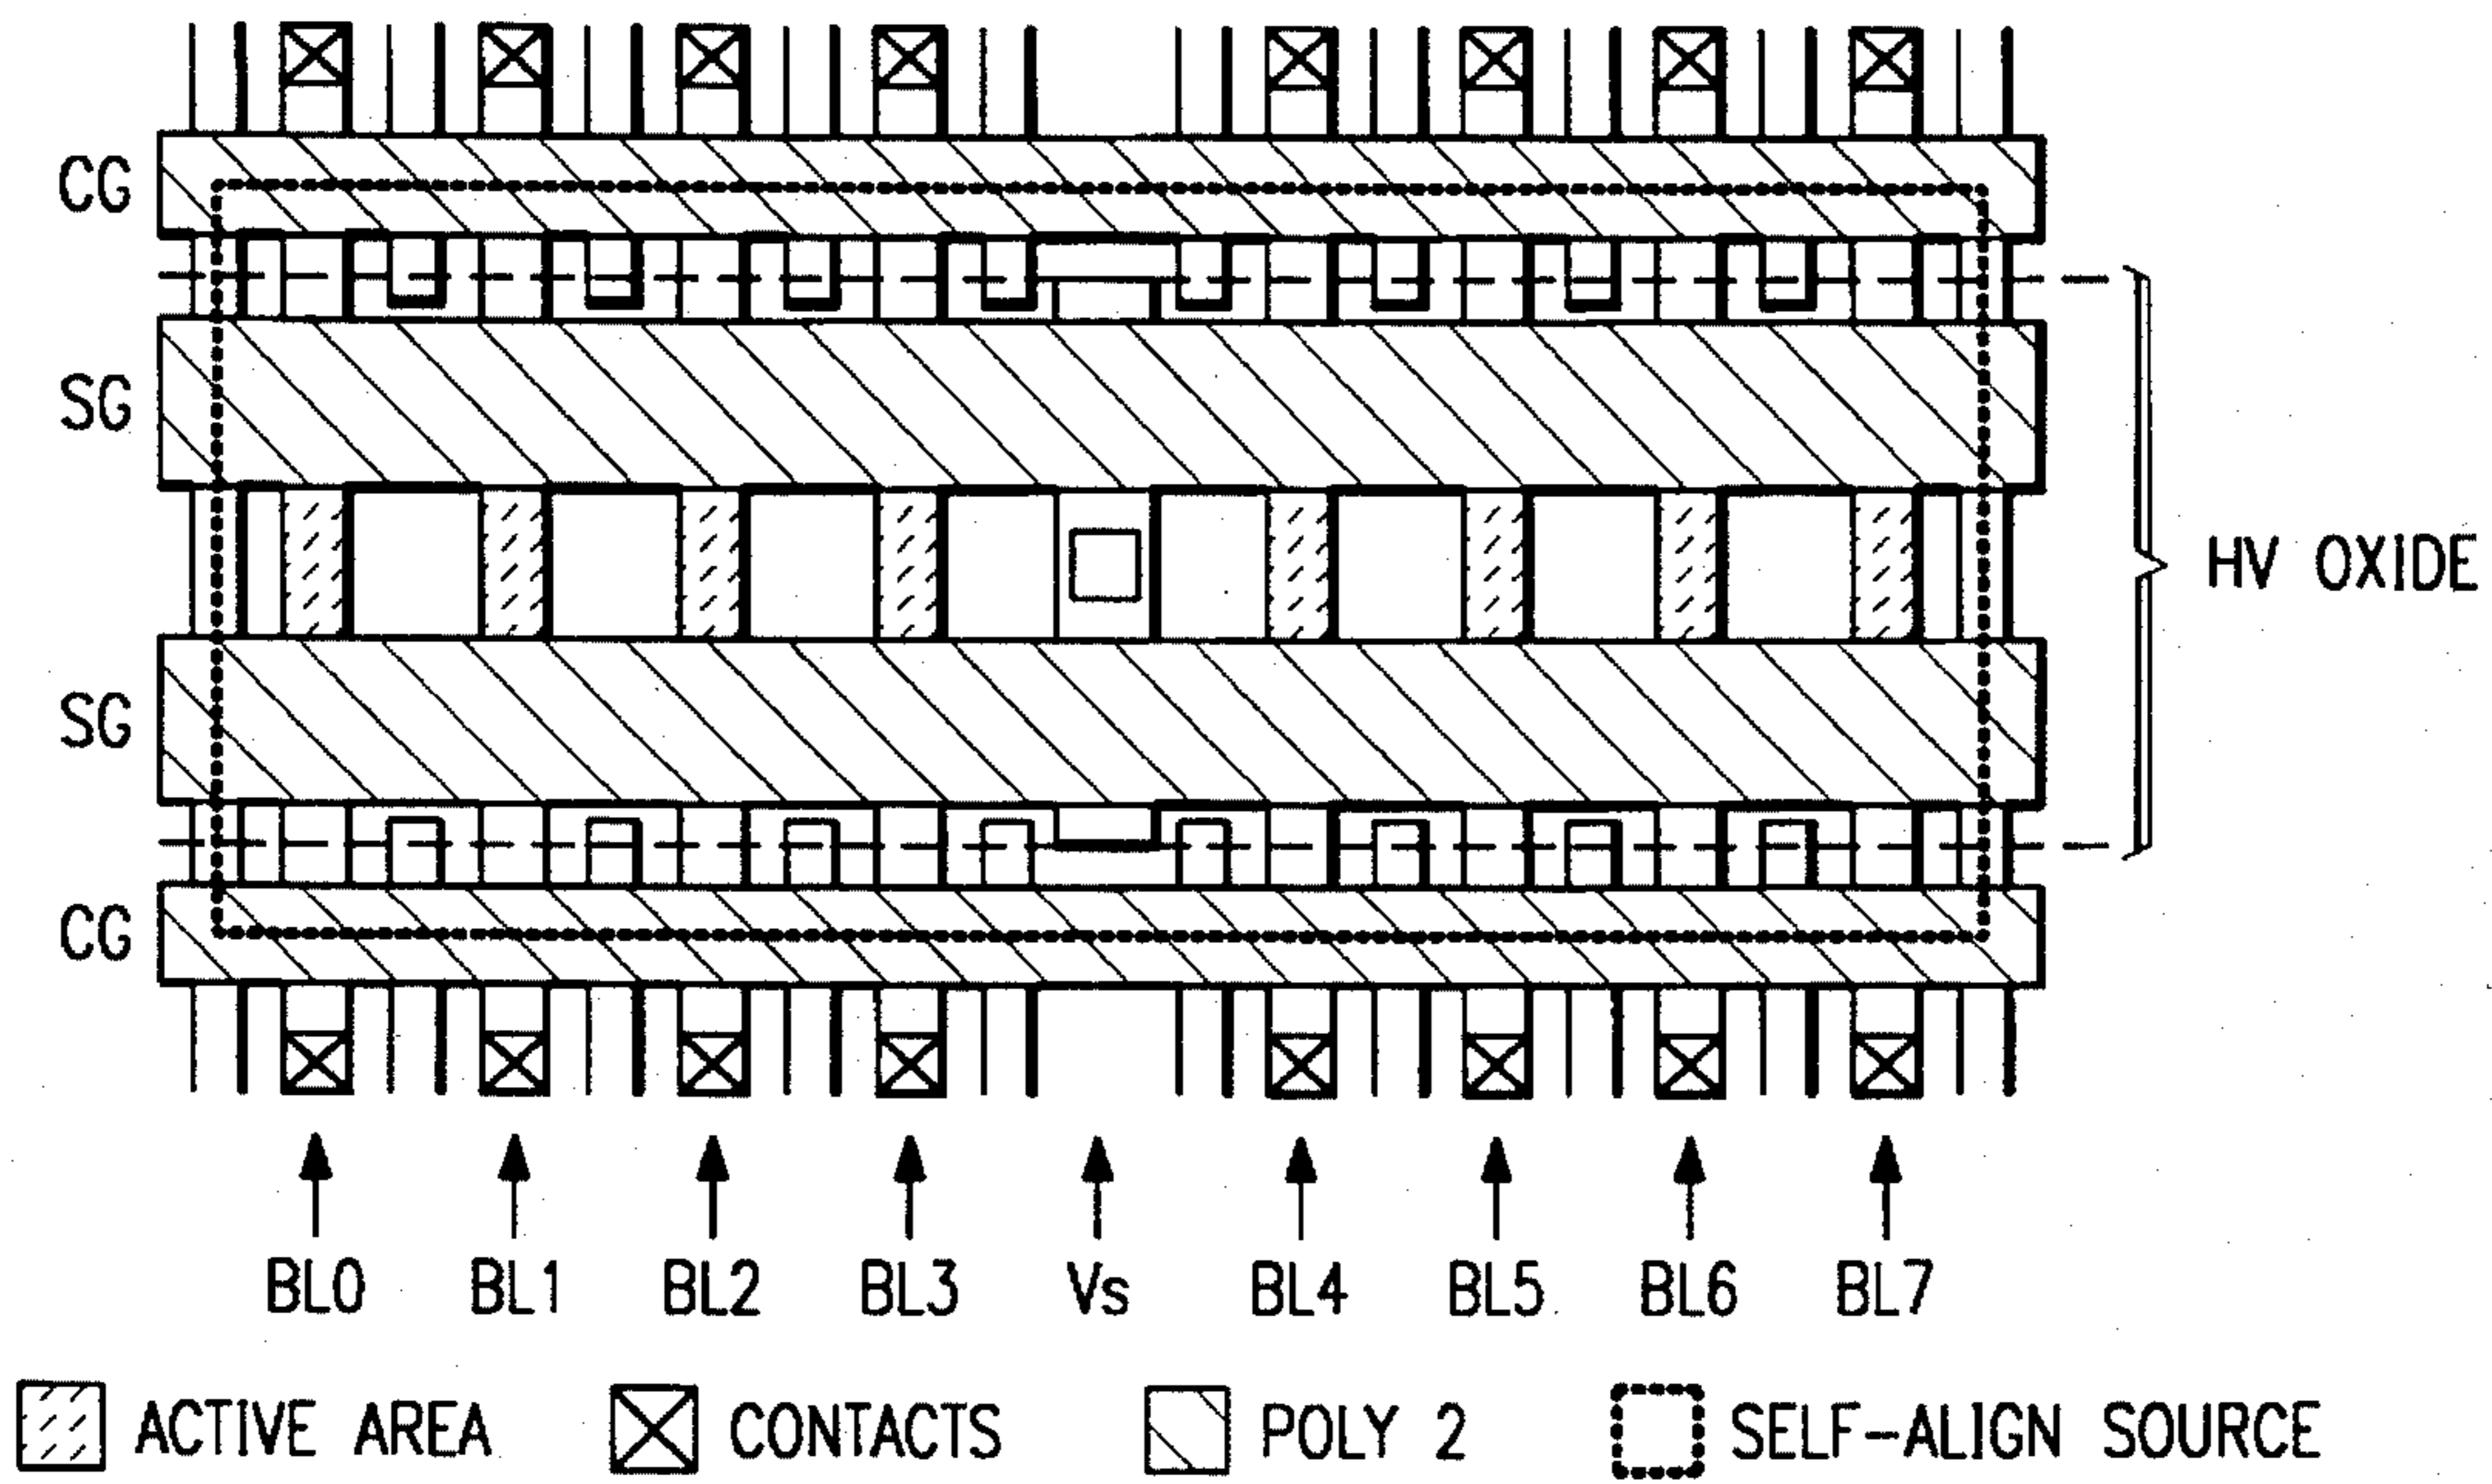 CG
SG
HV OXIDE
SG
CG
BL0 BL1 BL2 BL3 Vs BL4 BL5 BL6 BL7
ACTIVE AREA CONTACTS POLY 2 SELF-ALIGN SOURCE